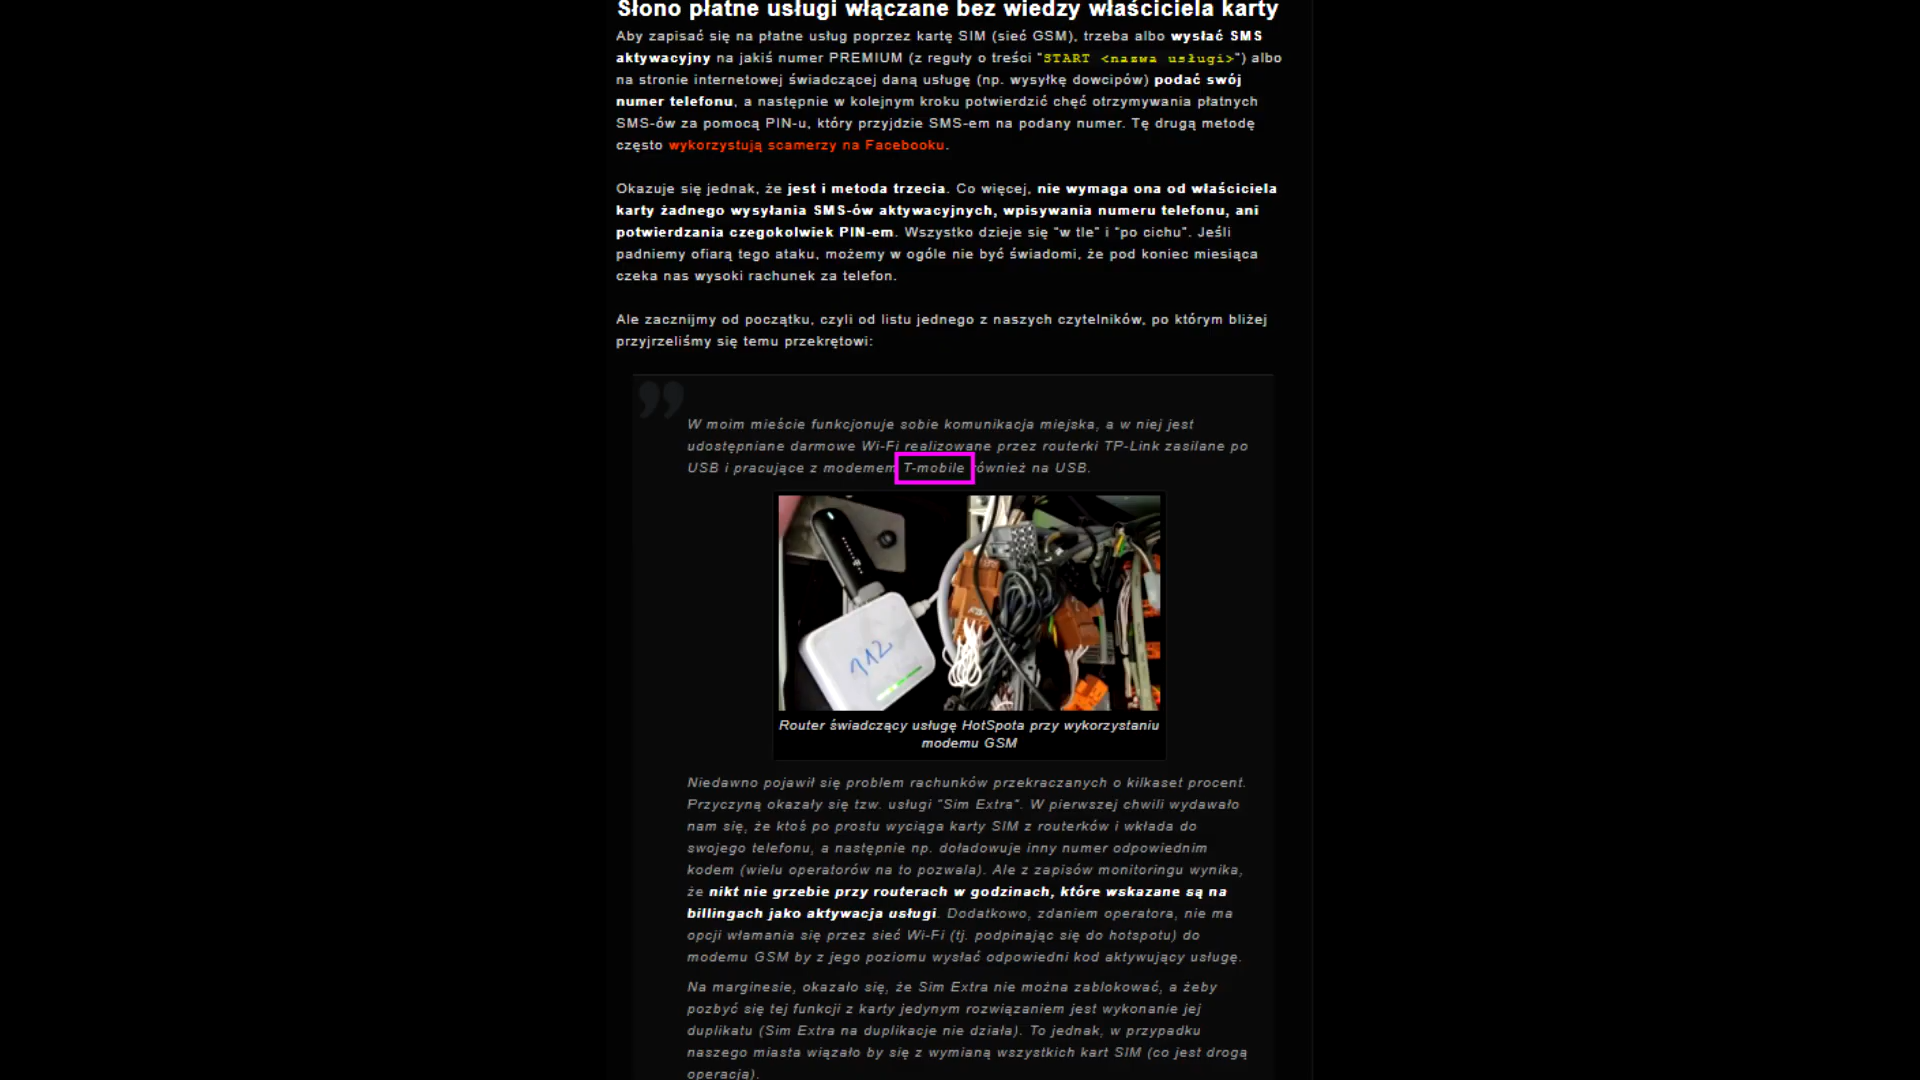 Słono płatne usługi włączane bez wiedzy właściciela karty
Aby zapisać się na płatne usług poprzez kartę SIM (sieć GSM), trzeba albo wysłać SMS
aktywacyjny na jakiś numer PREMIUM (z reguły o treści "START <nazwa usługi>") albo
na stronie internetowej świadczącej daną usługę (np. wysyłkę dowcipów) podać swój
numer telefonu, a następnie w kolejnym kroku potwierdzić chęć otrzymywania płatnych
SMS-ów za pomocą PIN-u, który przyjdzie SMS-em na podany numer. Tę drugą metodę
często wykorzystują scamerzy na Facebooku.
Okazuje się jednak, że jest i metoda trzecia. Co więcej, nie wymaga ona od właściciela
karty żadnego wysyłania SMS-ów aktywacyjnych, wpisywania numeru telefonu, ani
potwierdzania czegokolwiek PIN-em. Wszystko dzieje się "w tle" i "po cichu". Jeśli
padniemy ofiarą tego ataku, możemy w ogóle nie być świadomi, że pod koniec miesiąca
czeka nas wysoki rachunek za telefon.
Ale zacznijmy od początku, czyli od listu jednego z naszych czytelników, po którym bliżej
przyjrzeliśmy się temu przekrętowi:
W moim mieście funkcjonuje sobie komunikacja miejska, a w niej jest
udostępniane darmowe Wi-Fi realizowane przez routerki TP-Link zasilane po
USB i pracujące z modemem T-mobile również na USB.
112
Router świadczący usługę HotSpota przy wykorzystaniu
modemu GSM
Niedawno pojawił się problem rachunków przekraczanych o kilkaset procent.
Przyczyną okazały się tzw. usługi "Sim Extra". W pierwszej chwili wydawało
nam się, że ktoś po prostu wyciąga karty SIM z routerków i wkłada do
swojego telefonu, a następnie np. doładowuje inny numer odpowiednim
kodem (wielu operatorów na to pozwala). Ale z zapisów monitoringu wynika,
że nikt nie grzebie przy routerach w godzinach, które wskazane są na
billingach jako aktywacja usługi. Dodatkowo, zdaniem operatora, nie ma
opcji włamania się przez sieć Wi-Fi (tj. podpinając się do hotspotu) do
modemu GSM by z jego poziomu wysłać odpowiedni kod aktywujący usługę.
Na marginesie, okazało się, że Sim Extra nie można zablokować, a żeby
pozbyć się tej funkcji z karty jedynym rozwiązaniem jest wykonanie jej
duplikatu (Sim Extra na duplikacje nie działa). To jednak, w przypadku
naszego miasta wiązało by się z wymianą wszystkich kart SIM (co jest drogą
operacją).